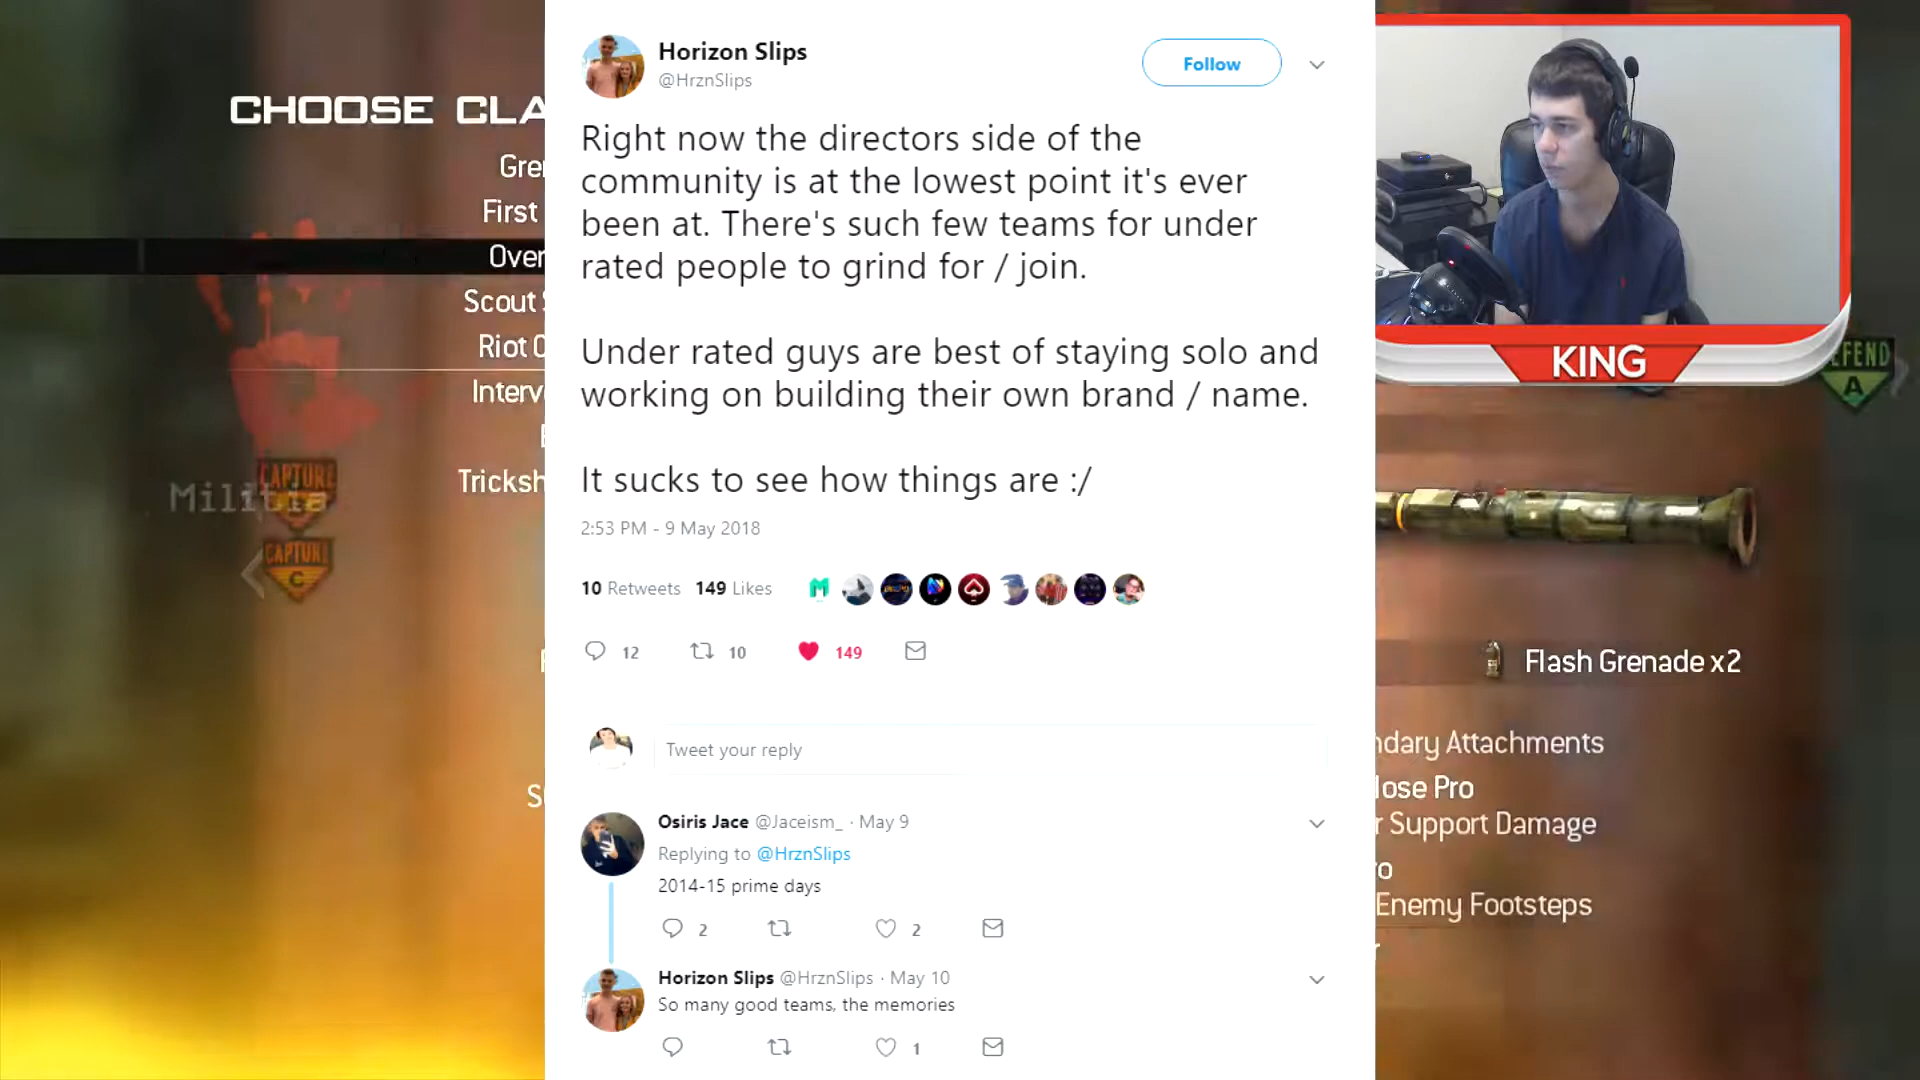 Horizon Slips
@HrznSlips
Follow
Right now the directors side of the
community is at the lowest point it's ever
been at. There's such few teams for under
rated people to grind for / join.
Under rated guys are best of staying solo and
working on building their own brand / name.
It sucks to see how things are :/
2:53 PM - 9 May 2018
10 Retweets 149 Likes
12 10 149
Tweet your reply
Osiris Jace @Jaceism_ · May 9
Replying to @HrznSlips
2014-15 prime days
2 2
Horizon Slips @HrznSlips · May 10
So many good teams, the memories
1
CHOOSE CLA
Gre
First
Over
Scout
Riot
Interv
Tricksh
Militia
CAPTURE
CAPTURE
C
KING
EFEND
A
Flash Grenade x2
ndary Attachments
lose Pro
r Support Damage
ro
Enemy Footsteps
r